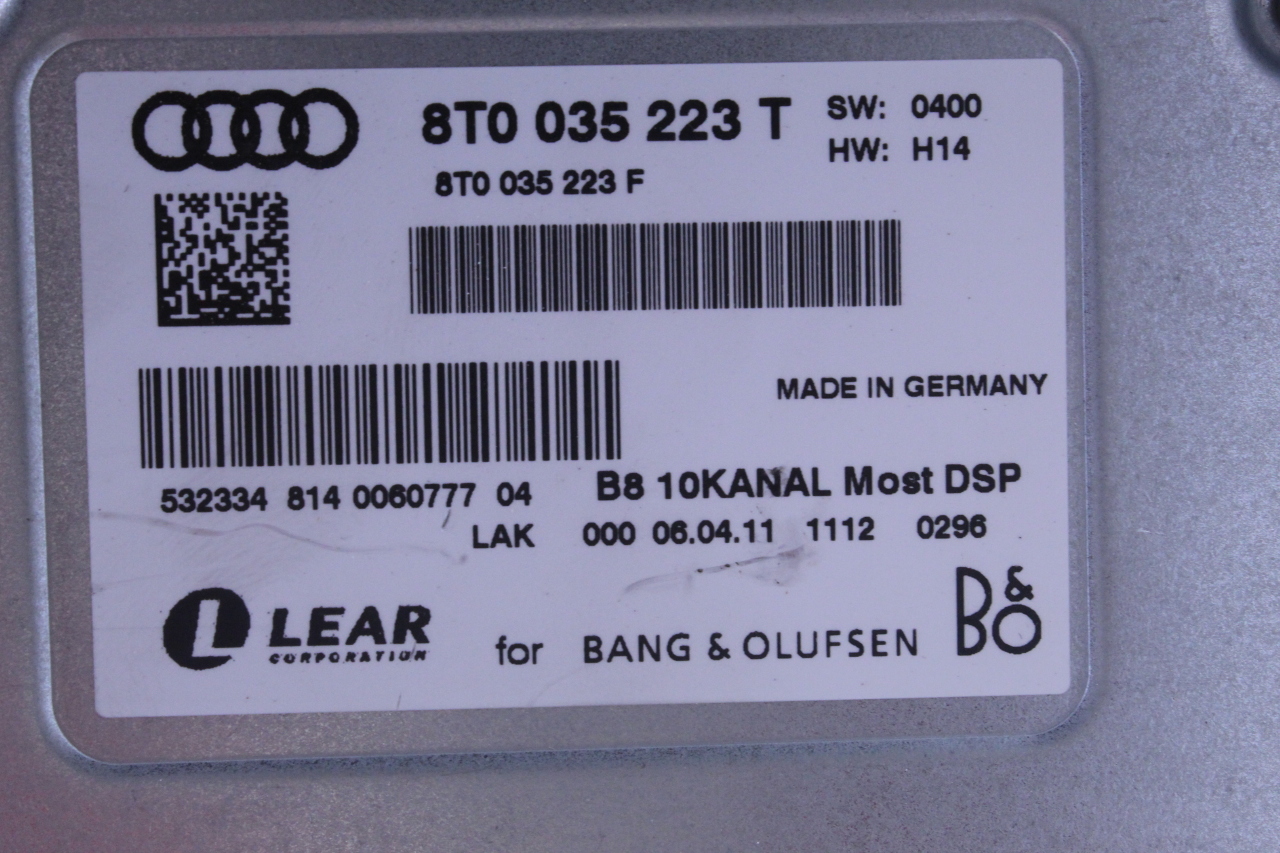 8T0 035 223 T
SW: 0400
HW: H14
8T0 035 223 F
MADE IN GERMANY
532334 814 0060777 04
B8 10KANAL Most DSP
LAK 000 06.04.11 1112 0296
L LEAR
CORPORATION
for BANG & OLUFSEN
B&O